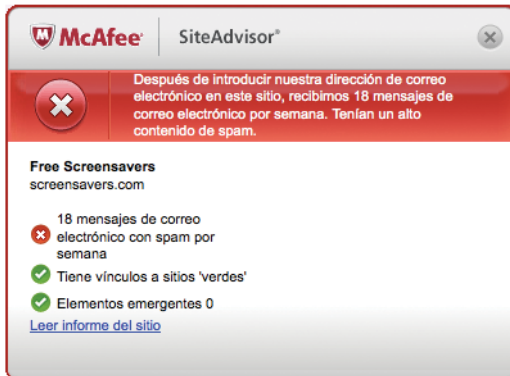 McAfee SiteAdvisor®
Después de introducir nuestra dirección de correo
electrónico en este sitio, recibimos 18 mensajes de
correo electrónico por semana. Tenían un alto
contenido de spam.
Free Screensavers
screensavers.com
18 mensajes de correo
electrónico con spam por
semana
Tiene vínculos a sitios 'verdes'
Elementos emergentes 0
Leer informe del sitio